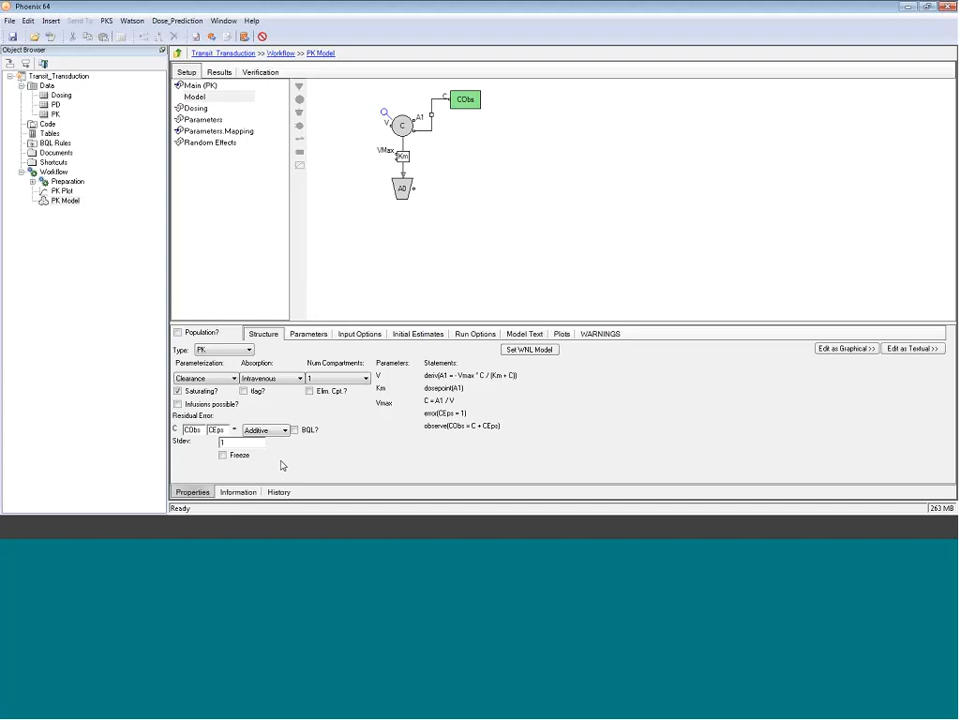 Phoenix 64
File Edit Insert Send To PKS Watson Dose_Prediction Window Help
Object Browser
Transit_Transduction >> Workflow >> PK Model
Transit_Transduction
Data
Dosing
PD
PK
Code
Tables
BQL Rules
Documents
Shortcuts
Workflow
Preparation
PK Plot
PK Model
Setup Results Verification
Main (PK)
Model
Dosing
Parameters
Parameters.Mapping
Random Effects
C CObs
V C A1
VMax Km
A0
Population? Structure Parameters Input Options Initial Estimates Run Options Model Text Plots WARNINGS
Type: PK Set WNL Model Edit as Graphical >> Edit as Textual >>
Parameterization: Absorption: Num Compartments: Parameters: Statements:
Clearance Intravenous 1 V deriv(A1 = - Vmax * C / (Km + C))
Saturating? tlag? Elim. Cpt.? Km dosepoint(A1)
Infusions possible? Vmax C = A1 / V
Residual Error: error(CEps = 1)
C CObs CEps = Additive BQL? observe(CObs = C + CEps)
Stdev: 1
Freeze
Properties Information History
Ready 263 MB